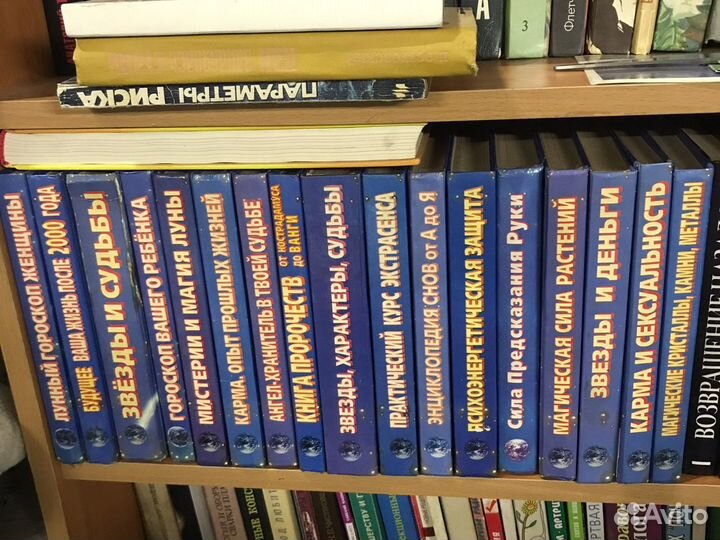 3
Флетч
ПАРАМЕТРЫ РИСКА
ЛУННЫЙ ГОРОСКОП ЖЕНЩИНЫ
БУДУЩЕЕ ВАША ЖИЗНЬ ПОСЛЕ 2000 ГОДА
ЗВЁЗДЫ И СУДЬБЫ
ГОРОСКОП ВАШЕГО РЕБЁНКА
МИСТЕРИИ И МАГИЯ ЛУНЫ
КАРМА. ОПЫТ ПРОШЛЫХ ЖИЗНЕЙ
АНГЕЛ-ХРАНИТЕЛЬ В ТВОЕЙ СУДЬБЕ
КНИГА ПРОРОЧЕСТВ ОТ НОСТРАДАМУСА
ДО ВАНГИ
ЗВЕЗДЫ, ХАРАКТЕРЫ, СУДЬБЫ
ПРАКТИЧЕСКИЙ КУРС ЭКСТРАСЕНСА
ЭНЦИКЛОПЕДИЯ СНОВ от А до Я
ПСИХОЭНЕРГЕТИЧЕСКАЯ ЗАЩИТА
Сила Предсказания Руки
МАГИЧЕСКАЯ СИЛА РАСТЕНИЙ
ЗВЕЗДЫ И ДЕНЬГИ
КАРМА И СЕКСУАЛЬНОСТЬ
МАГИЧЕСКИЕ КРИСТАЛЛЫ, КАМНИ, МЕТАЛЛЫ
ВОЗВРАЩЕНИЕ
Avito